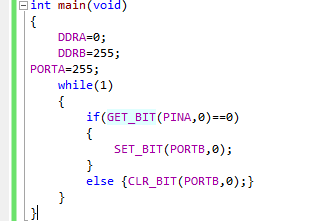 int main(void)
{
DDRA=0;
DDRB=255;
PORTA=255;
while(1)
{
if(GET_BIT(PINA,0)==0)
{
SET_BIT(PORTB,0);
}
else {CLR_BIT(PORTB,0);}
}
}